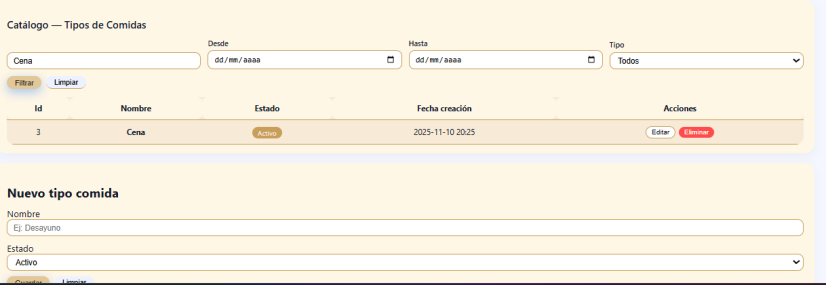 Catálogo — Tipos de Comidas
Desde Hasta Tipo
Cena dd/mm/aaaa dd/mm/aaaa Todos
Filtrar Limpiar
Id Nombre Estado Fecha creación Acciones
3 Cena Activo 2025-11-10 20:25 Editar Eliminar
Nuevo tipo comida
Nombre
Ej: Desayuno
Estado
Activo
Guardar Limpiar